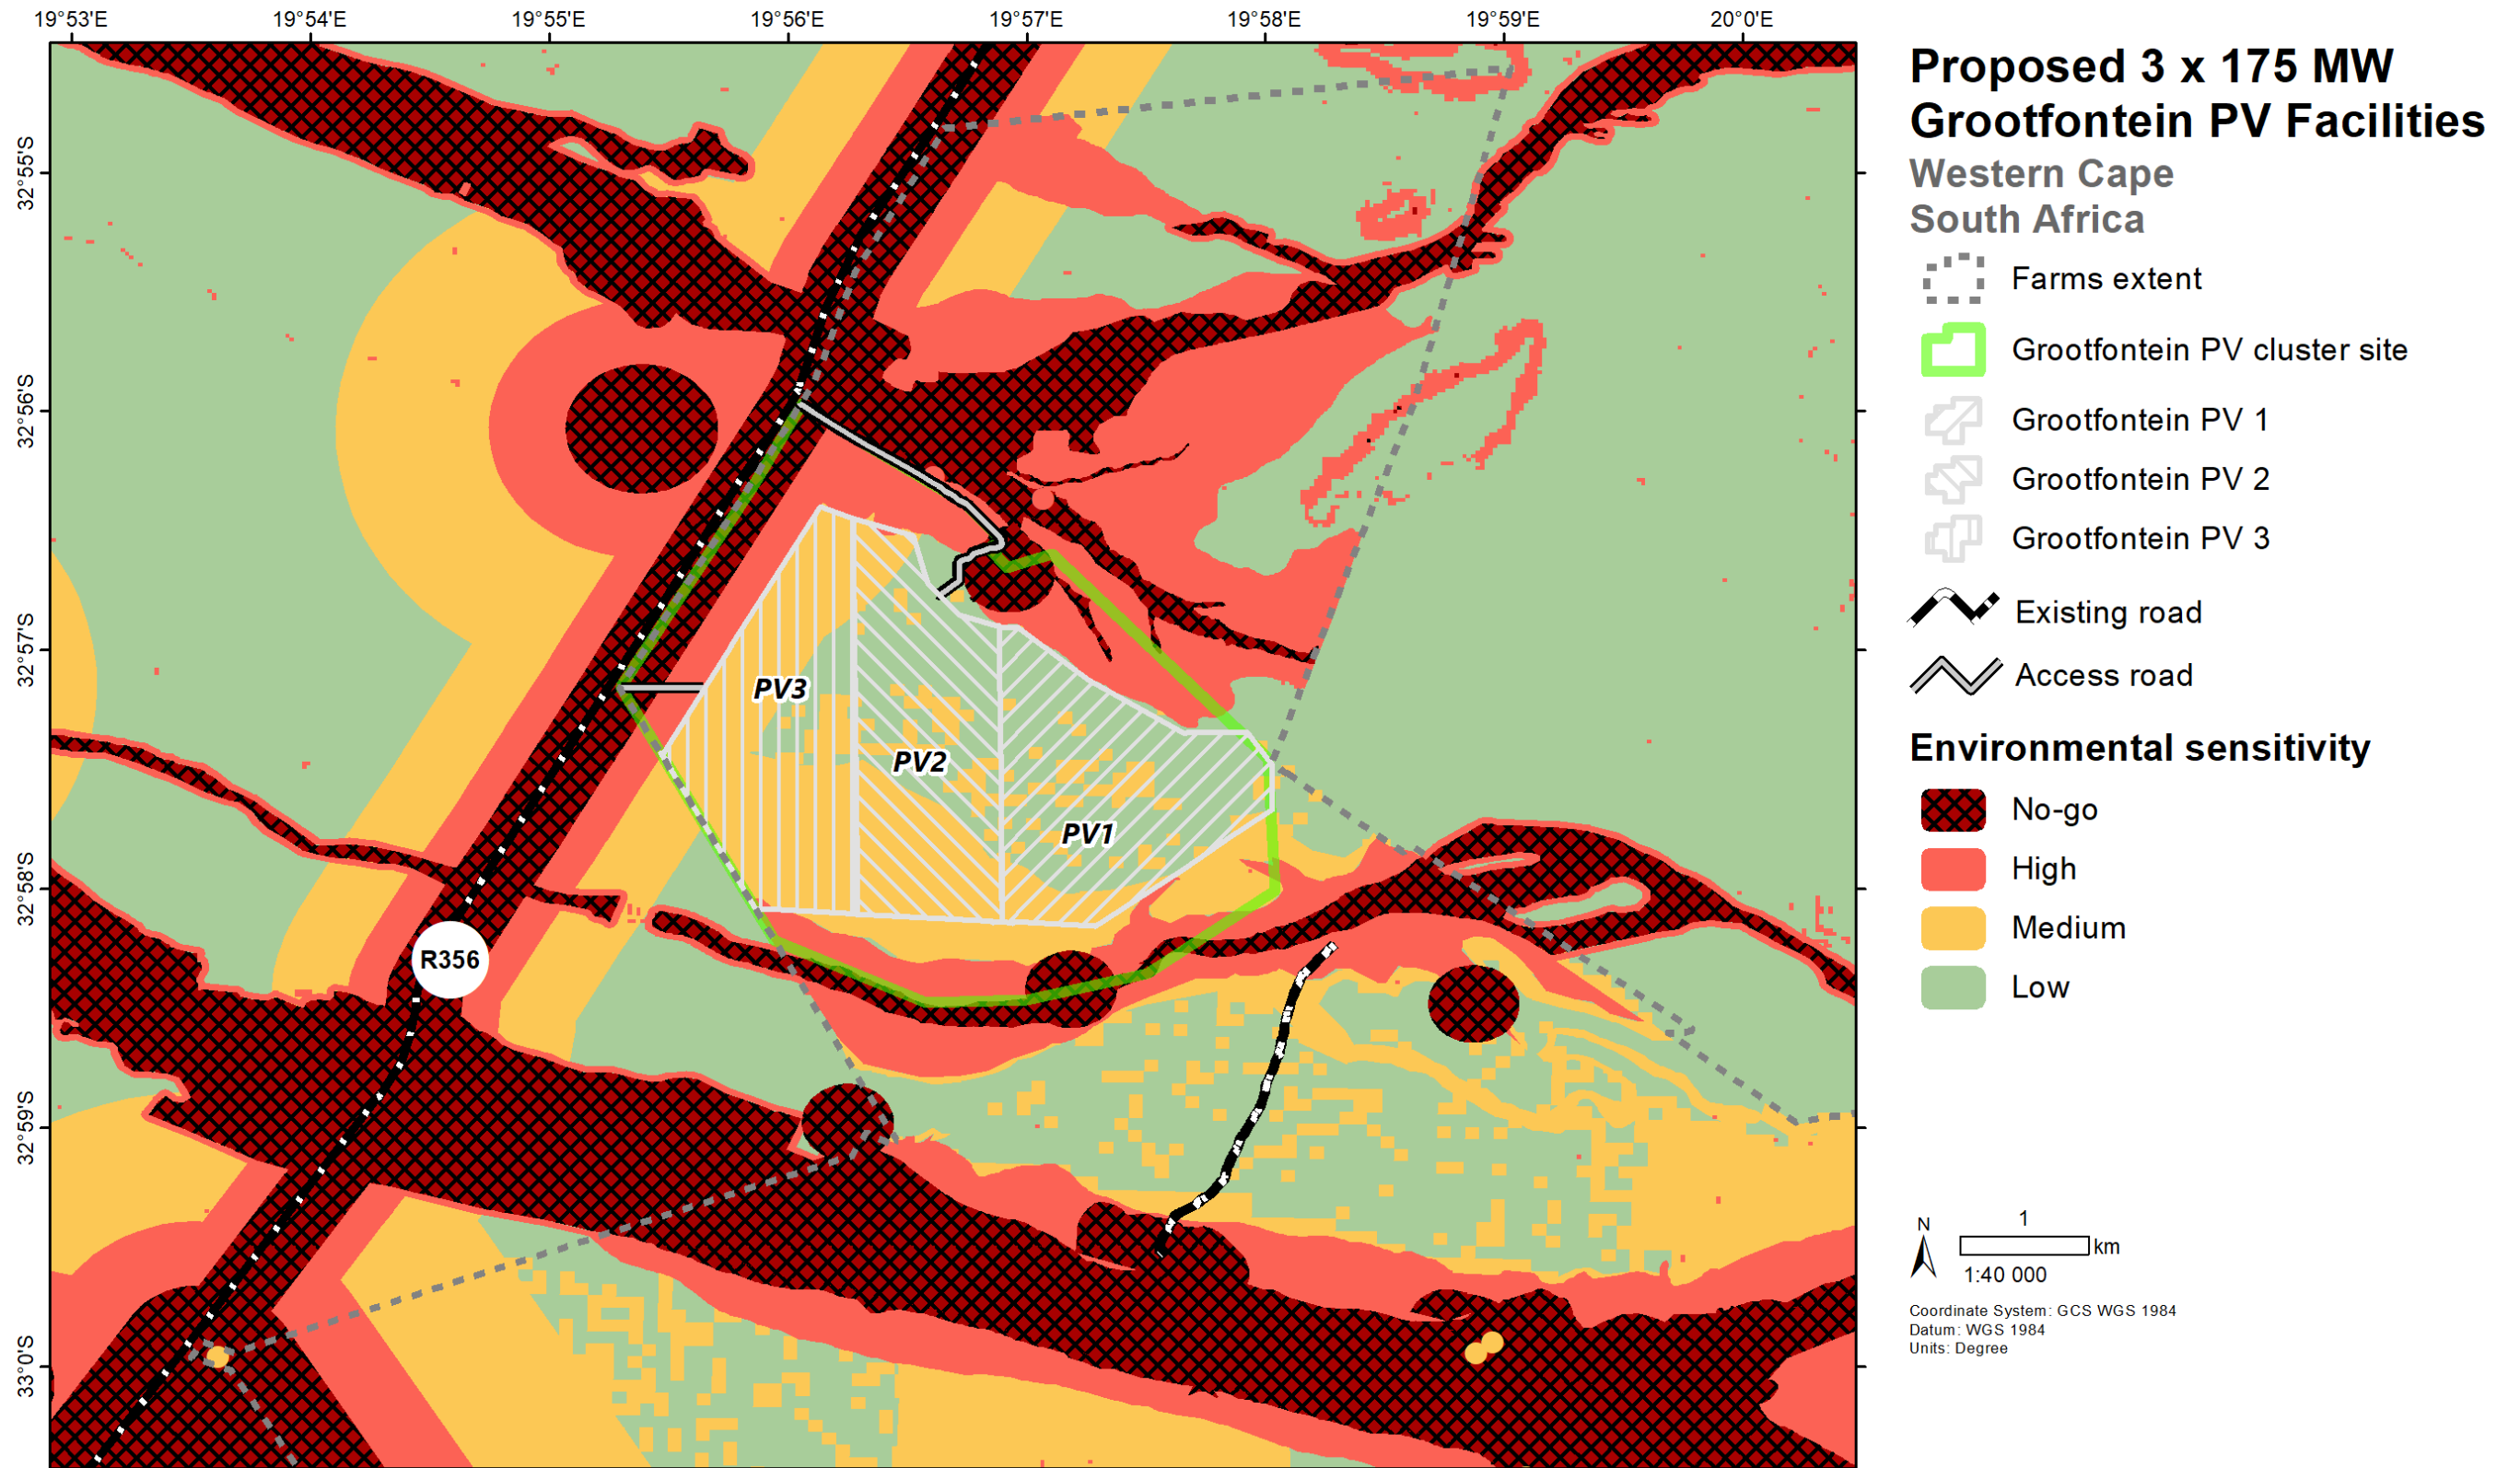 19°53'E 19°54'E 19°55'E 19°56'E 19°57'E 19°58'E 19°59'E 20°0'E
32°55'S
32°56'S
32°57'S
32°58'S
32°59'S
33°0'S
PV3
PV2
PV1
R356
Proposed 3 x 175 MW
Grootfontein PV Facilities
Western Cape
South Africa
Farms extent
Grootfontein PV cluster site
Grootfontein PV 1
Grootfontein PV 2
Grootfontein PV 3
Existing road
Access road
Environmental sensitivity
No-go
High
Medium
Low
N
1
km
1:40 000
Coordinate System: GCS WGS 1984
Datum: WGS 1984
Units: Degree